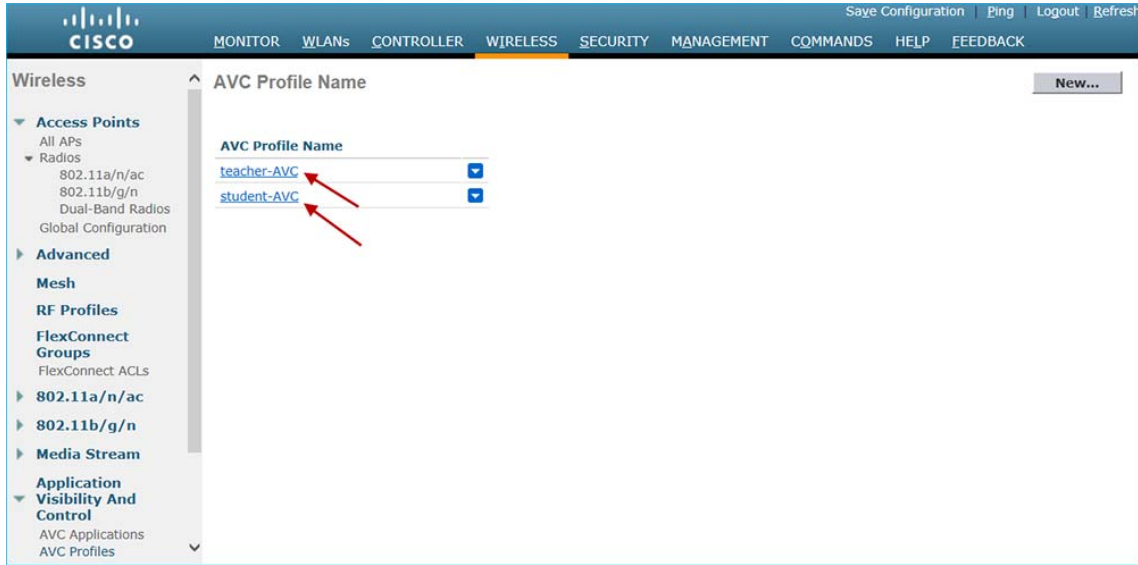 Save Configuration | Ping | Logout | Refresh
CISCO
MONITOR WLANs CONTROLLER WIRELESS SECURITY MANAGEMENT COMMANDS HELP FEEDBACK
Wireless
Access Points
All APs
Radios
802.11a/n/ac
802.11b/g/n
Dual-Band Radios
Global Configuration
Advanced
Mesh
RF Profiles
FlexConnect
Groups
FlexConnect ACLs
802.11a/n/ac
802.11b/g/n
Media Stream
Application
Visibility And
Control
AVC Applications
AVC Profiles
AVC Profile Name
New...
AVC Profile Name
teacher-AVC
student-AVC